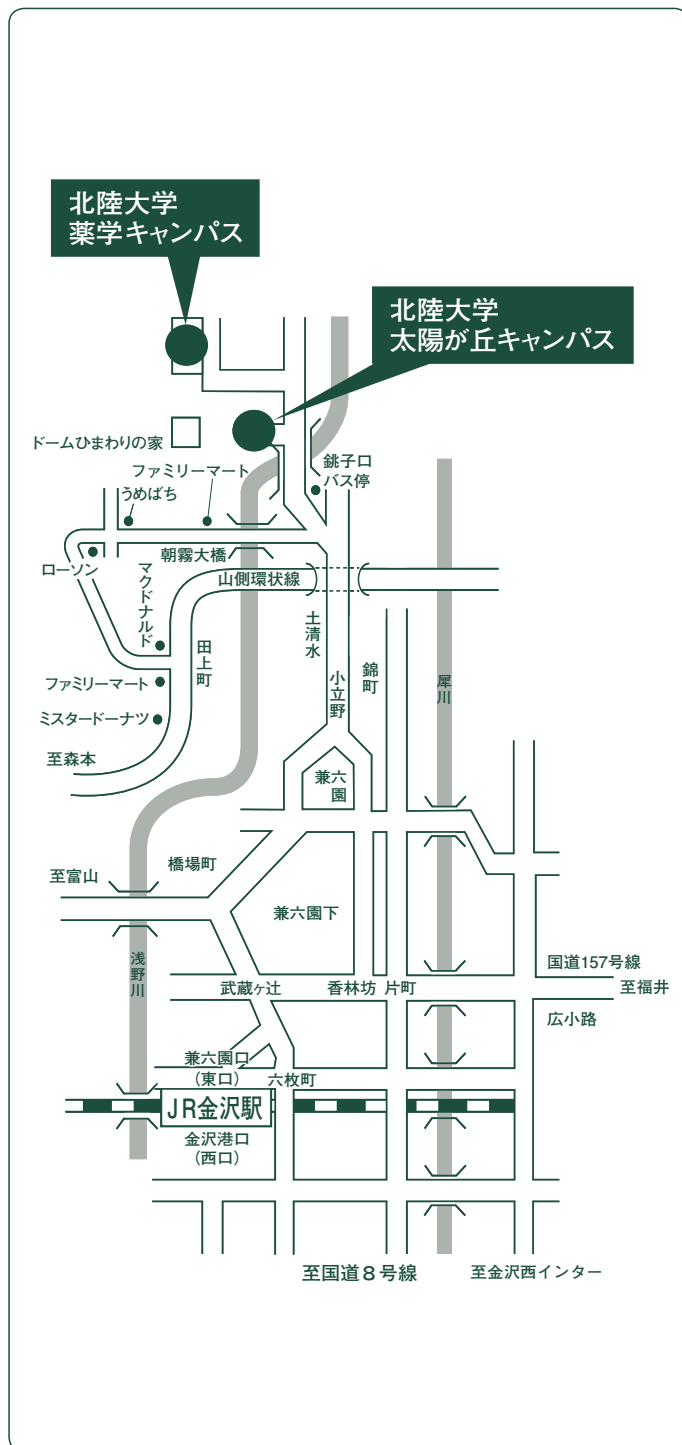 北陸大学
薬学キャンパス
北陸大学
太陽が丘キャンパス
ドームひまわりの家
銚子口
バス停
ファミリーマート
うめばち
ローソン
朝霧大橋
マクドナルド
山側環状線
土清水
田上町
小立野
錦町
犀川
ファミリーマート
ミスタードーナツ
至森本
兼六
園
橋場町
至富山
兼六園下
浅野川
武蔵ヶ辻
香林坊
片町
国道157号線
至福井
広小路
兼六園口
(東口)
六枚町
JR金沢駅
金沢港口
(西口)
至国道8号線
至金沢西インター